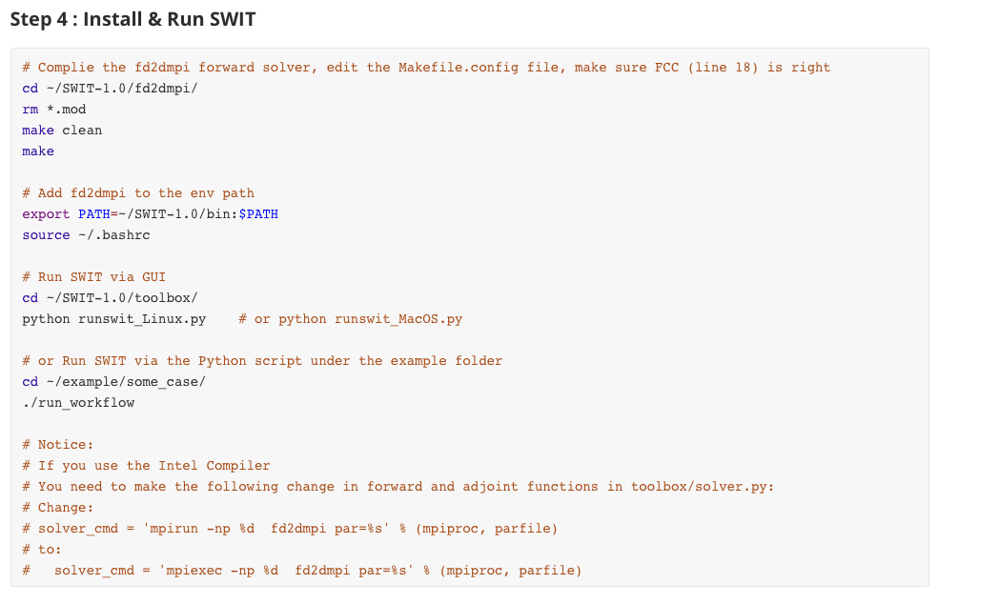 Step 4 : Install & Run SWIT
# Complie the fd2dmpi forward solver, edit the Makefile.config file, make sure FCC (line 18) is right
cd ~/SWIT-1.0/fd2dmpi/
rm *.mod
make clean
make
# Add fd2dmpi to the env path
export PATH=~/SWIT-1.0/bin:$PATH
source ~/.bashrc
# Run SWIT via GUI
cd ~/SWIT-1.0/toolbox/
python runswit_Linux.py    # or python runswit_MacOS.py
# or Run SWIT via the Python script under the example folder
cd ~/example/some_case/
./run_workflow
# Notice:
# If you use the Intel Compiler
# You need to make the following change in forward and adjoint functions in toolbox/solver.py:
# Change:
# solver_cmd = 'mpirun -np %d  fd2dmpi par=%s' % (mpiproc, parfile)
# to:
#   solver_cmd = 'mpiexec -np %d  fd2dmpi par=%s' % (mpiproc, parfile)